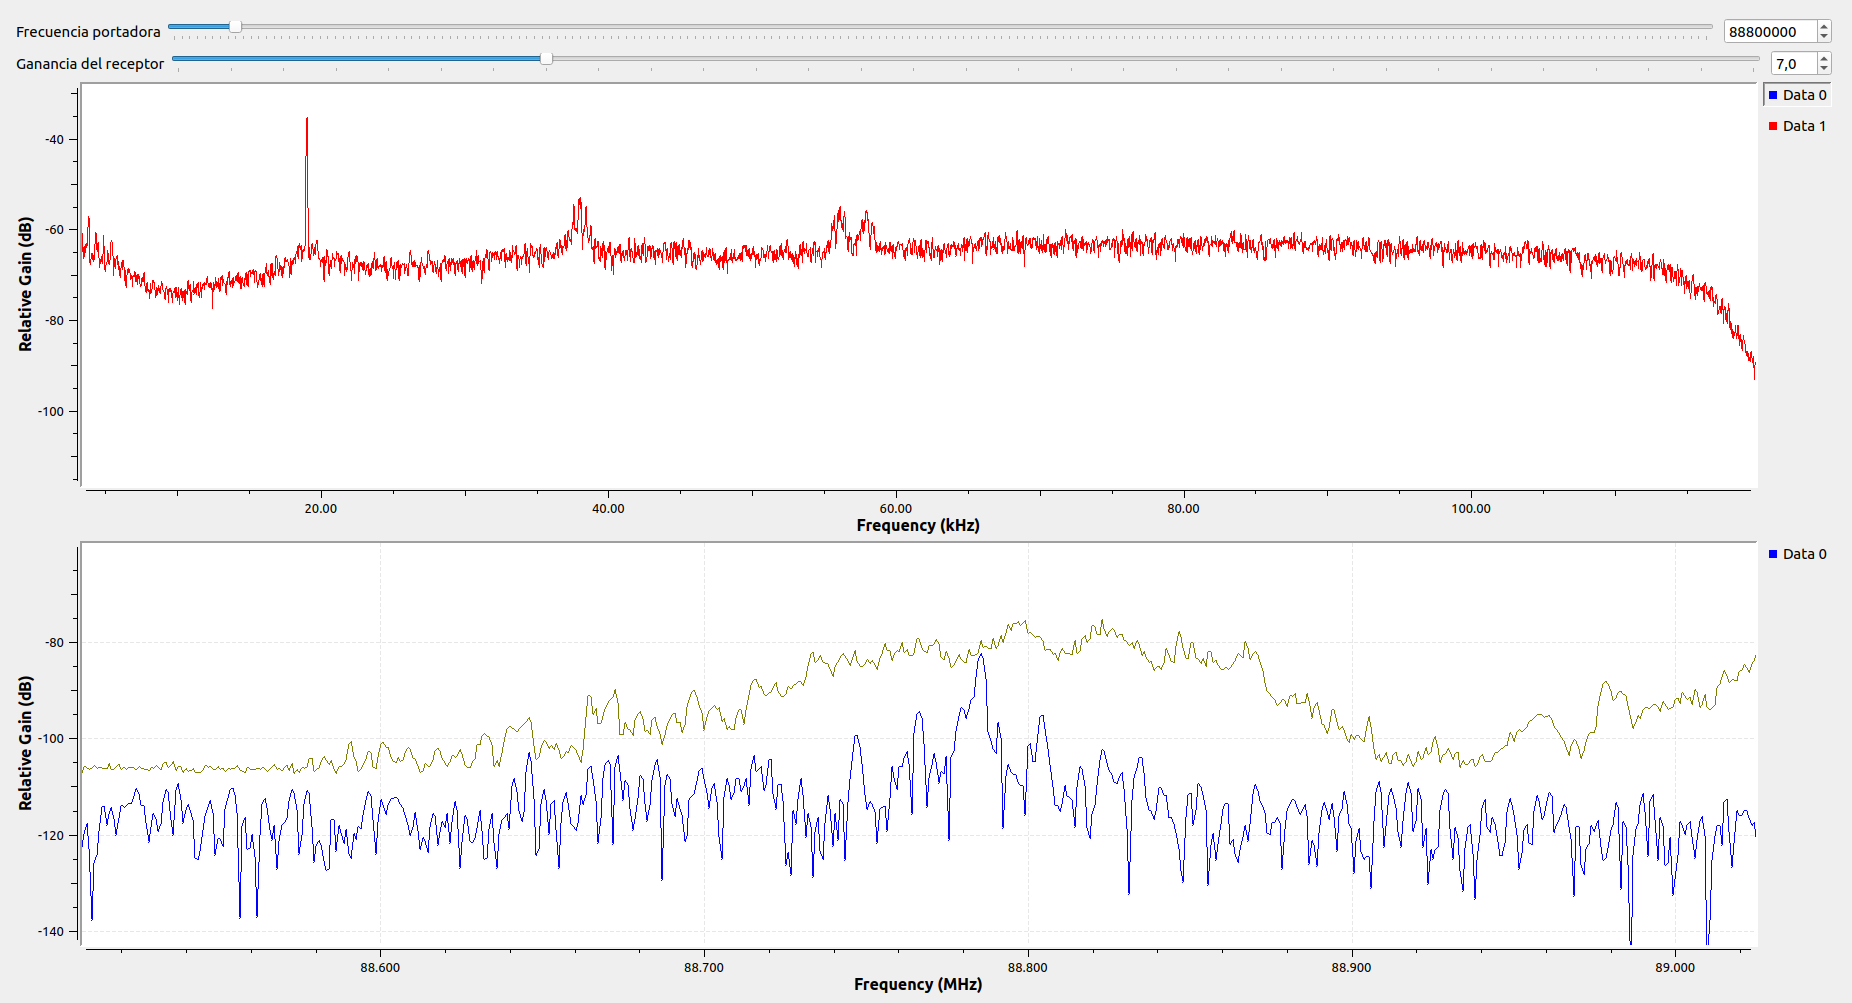 Frecuencia portadora
88800000
Ganancia del receptor
7,0
Data 0
Data 1
Relative Gain (dB)
-40
-60
-80
-100
20.00 40.00 60.00 80.00 100.00
Frequency (kHz)
Data 0
Relative Gain (dB)
-80
-100
-120
-140
88.600 88.700 88.800 88.900 89.000
Frequency (MHz)